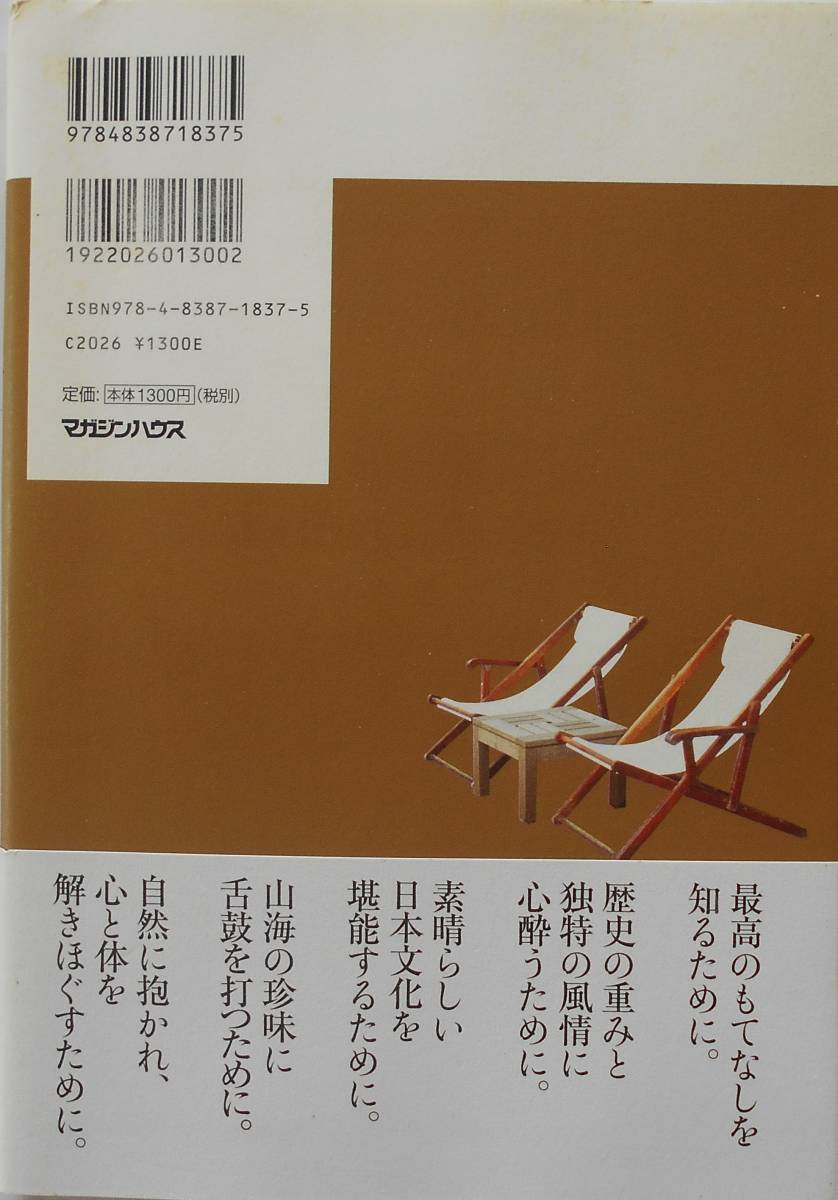 9784838718375
1922026013002
ISBN978-4-8387-1837-5
C2026 ¥1300E
定価: 本体1300円 (税別)
マガジンハウス
最高のもてなしを
知るために。
歴史の重みと
独特の風情に
心酔うために。
素晴らしい
日本文化を
堪能するために。
山海の珍味に
舌鼓を打つために。
自然に抱かれ、
心と体を
解きほぐすために。